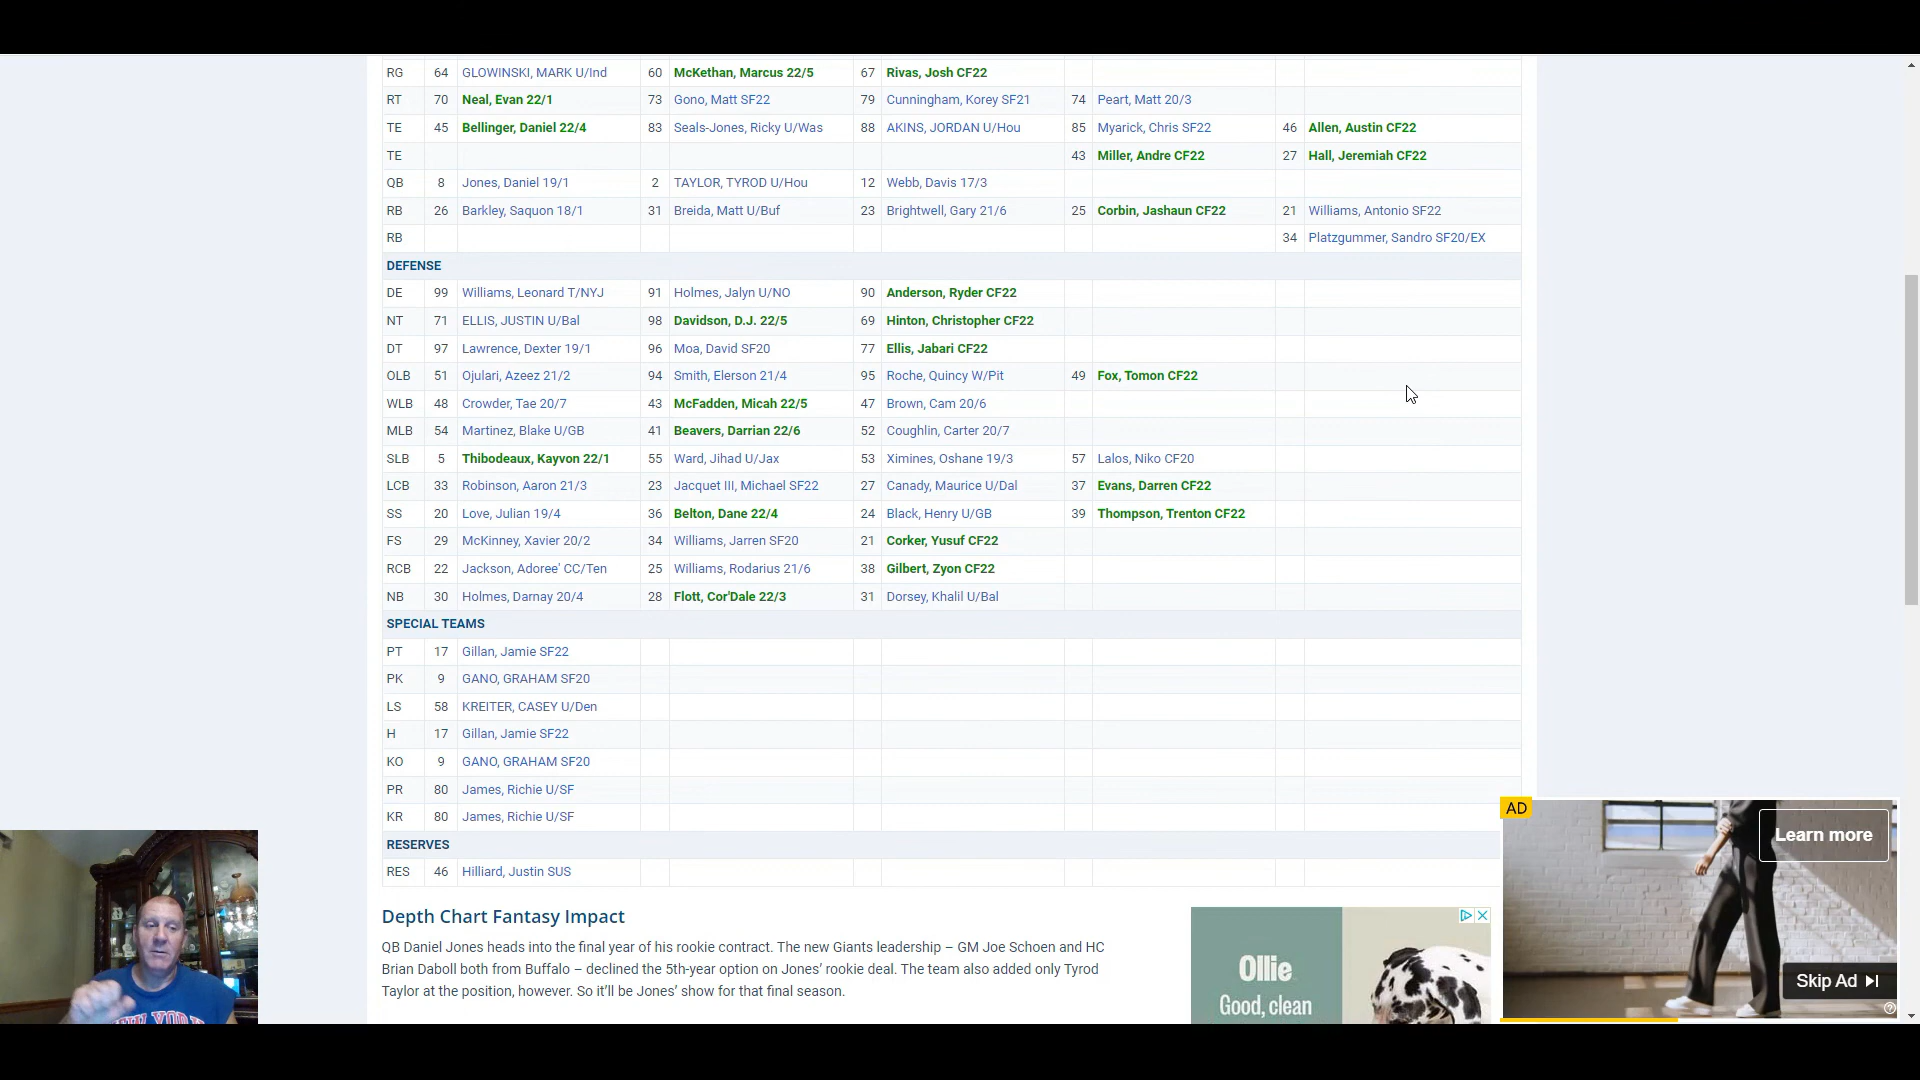 RG 64 GLOWINSKI, MARK U/Ind 60 McKethan, Marcus 22/5 67 Rivas, Josh CF22
RT 70 Neal, Evan 22/1 73 Gono, Matt SF22 79 Cunningham, Korey SF21 74 Peart, Matt 20/3
TE 45 Bellinger, Daniel 22/4 83 Seals-Jones, Ricky U/Was 88 AKINS, JORDAN U/Hou 85 Myarick, Chris SF22 46 Allen, Austin CF22
TE 43 Miller, Andre CF22 27 Hall, Jeremiah CF22
QB 8 Jones, Daniel 19/1 2 TAYLOR, TYROD U/Hou 12 Webb, Davis 17/3
RB 26 Barkley, Saquon 18/1 31 Breida, Matt U/Buf 23 Brightwell, Gary 21/6 25 Corbin, Jashaun CF22 21 Williams, Antonio SF22
RB 34 Platzgummer, Sandro SF20/EX
DEFENSE
DE 99 Williams, Leonard T/NYJ 91 Holmes, Jalyn U/NO 90 Anderson, Ryder CF22
NT 71 ELLIS, JUSTIN U/Bal 98 Davidson, D.J. 22/5 69 Hinton, Christopher CF22
DT 97 Lawrence, Dexter 19/1 96 Moa, David SF20 77 Ellis, Jabari CF22
OLB 51 Ojulari, Azeez 21/2 94 Smith, Elerson 21/4 95 Roche, Quincy W/Pit 49 Fox, Tomon CF22
WLB 48 Crowder, Tae 20/7 43 McFadden, Micah 22/5 47 Brown, Cam 20/6
MLB 54 Martinez, Blake U/GB 41 Beavers, Darrian 22/6 52 Coughlin, Carter 20/7
SLB 5 Thibodeaux, Kayvon 22/1 55 Ward, Jihad U/Jax 53 Ximines, Oshane 19/3 57 Lalos, Niko CF20
LCB 33 Robinson, Aaron 21/3 23 Jacquet III, Michael SF22 27 Canady, Maurice U/Dal 37 Evans, Darren CF22
SS 20 Love, Julian 19/4 36 Belton, Dane 22/4 24 Black, Henry U/GB 39 Thompson, Trenton CF22
FS 29 McKinney, Xavier 20/2 34 Williams, Jarren SF20 21 Corker, Yusuf CF22
RCB 22 Jackson, Adoree' CC/Ten 25 Williams, Rodarius 21/6 38 Gilbert, Zyon CF22
NB 30 Holmes, Darnay 20/4 28 Flott, Cor'Dale 22/3 31 Dorsey, Khalil U/Bal
SPECIAL TEAMS
PT 17 Gillan, Jamie SF22
PK 9 GANO, GRAHAM SF20
LS 58 KREITER, CASEY U/Den
H 17 Gillan, Jamie SF22
KO 9 GANO, GRAHAM SF20
PR 80 James, Richie U/SF
KR 80 James, Richie U/SF
RESERVES
RES 46 Hilliard, Justin SUS
Depth Chart Fantasy Impact
QB Daniel Jones heads into the final year of his rookie contract. The new Giants leadership – GM Joe Schoen and HC
Brian Daboll both from Buffalo – declined the 5th-year option on Jones' rookie deal. The team also added only Tyrod
Taylor at the position, however. So it'll be Jones' show for that final season.
Ollie
Good, clean
AD
Learn more
Skip Ad
NEW YORK